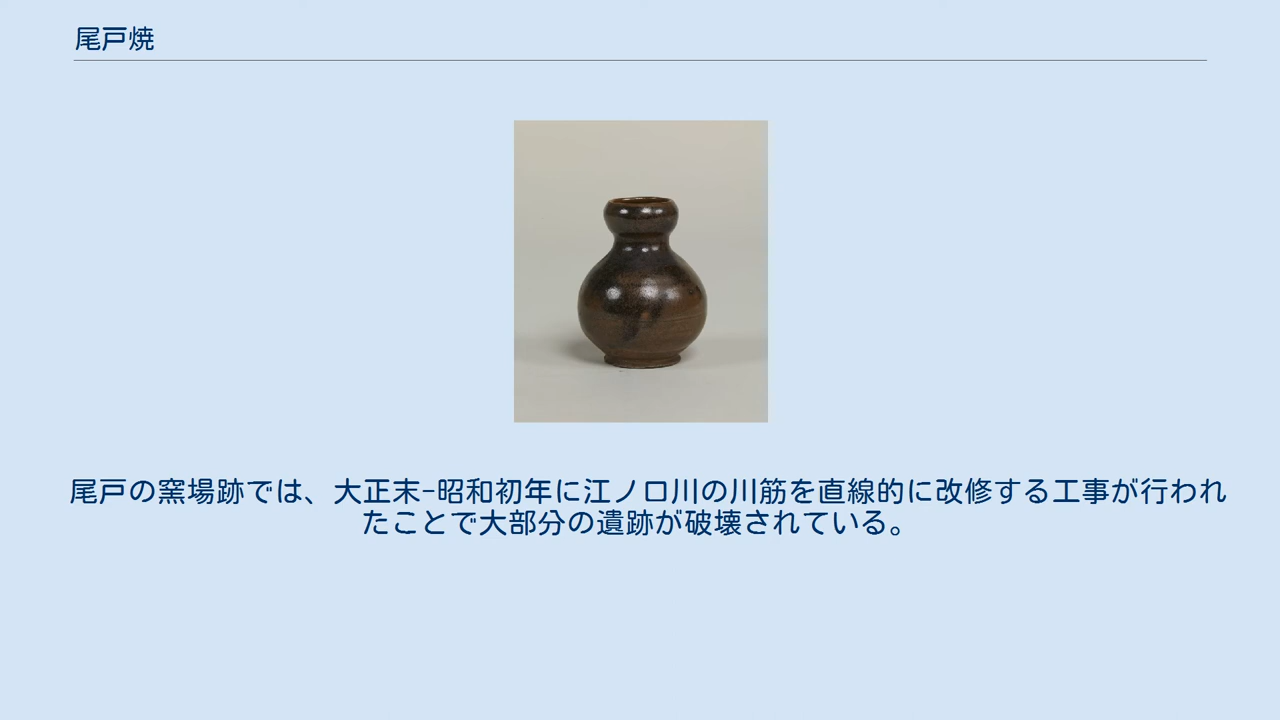 尾戸焼
尾戸の窯場跡では、大正末-昭和初年に江ノ口川の川筋を直線的に改修する工事が行われ
たことで大部分の遺跡が破壊されている。